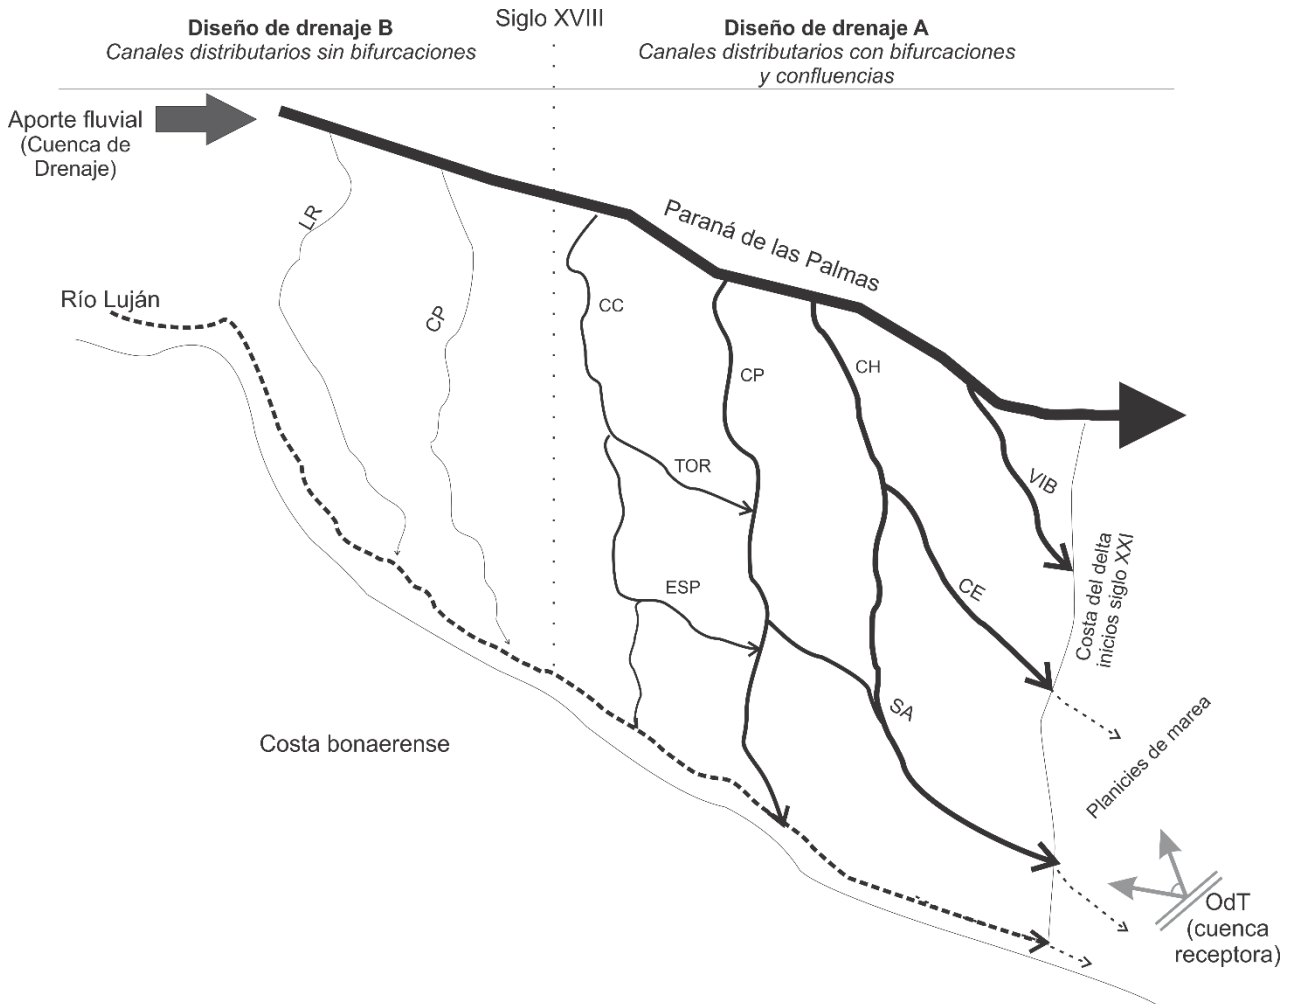 Siglo XVIII
Diseño de drenaje B
Canales distributarios sin bifurcaciones
Diseño de drenaje A
Canales distributarios con bifurcaciones
y confluencias
Aporte fluvial
(Cuenca de
Drenaje)
Paraná de las Palmas
LR
CP
Río Luján
CC
CP
CH
TOR
VIB
ESP
CE
Costa del delta
inicios siglo XXI
SA
Planicies de marea
Costa bonaerense
OdT
(cuenca
receptora)